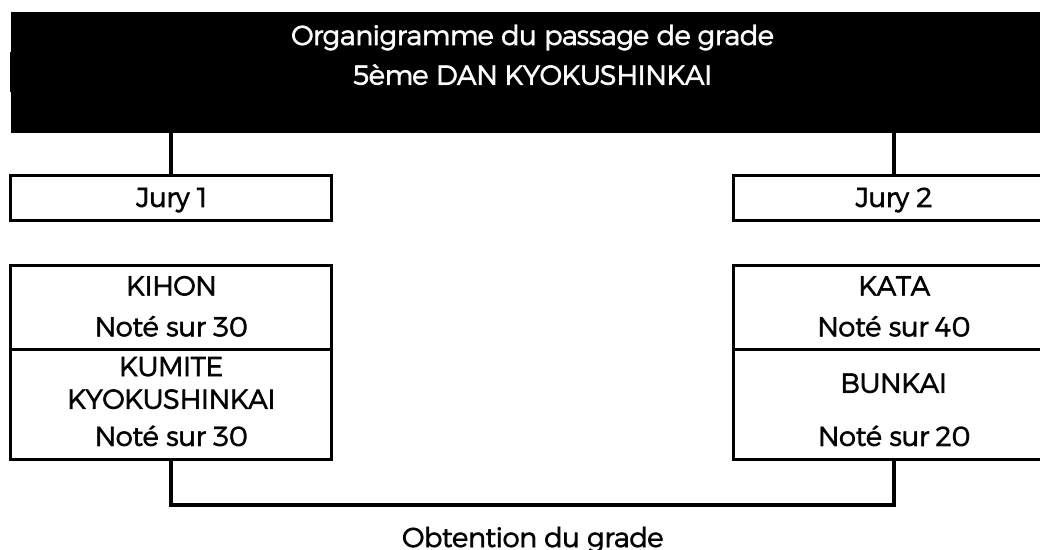 Organigramme du passage de grade
5ème DAN KYOKUSHINKAI
Jury 1
Jury 2
KIHON
Noté sur 30
KUMITE
KYOKUSHINKAI
Noté sur 30
KATA
Noté sur 40
BUNKAI
Noté sur 20
Obtention du grade